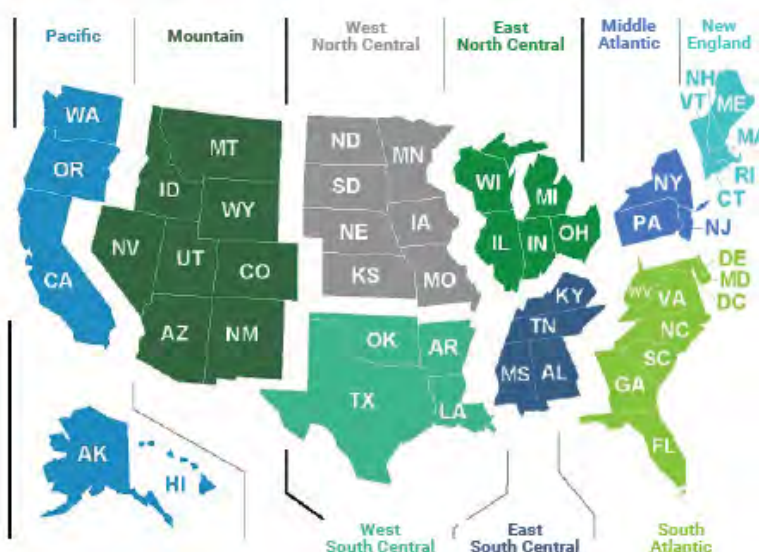 Pacific
Mountain
West
North Central
East
North Central
Middle
Atlantic
New
England
WA
OR
CA
MT
ID
WY
NV
UT
CO
AZ
NM
ND
MN
SD
IA
NE
KS
MO
WI
MI
IL
IN
OH
NY
PA
NJ
NH
VT
ME
MA
RI
CT
OK
AR
TX
LA
KY
TN
MS
AL
DE
MD
DC
WV
VA
NC
SC
GA
FL
AK
HI
West
South Central
East
South Central
South
Atlantic